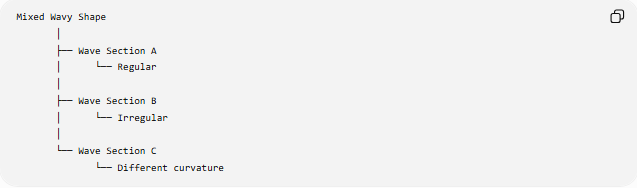 Mixed Wavy Shape
Wave Section A
Regular
Wave Section B
Irregular
Wave Section C
Different curvature